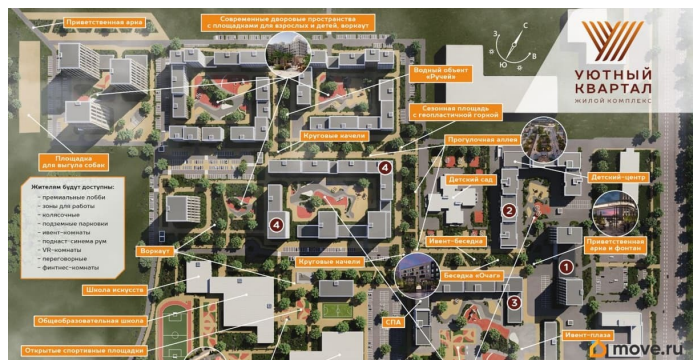 Приветственная арка
Современные дворовые пространства
с площадками для взрослых и детей, воркаут
С
З
В
Ю
УЮТНЫЙ
КВАРТАЛ
ЖИЛОЙ КОМПЛЕКС
Водный объект
«Ручей»
Сезонная площадь
с геопластичной горкой
Круговые качели
Прогулочная аллея
Площадка
для выгула собак
4
Детский сад
Детский-центр
Жителям будут доступны:
- премиальные лобби
- зоны для работы
- колясочные
- подземные парковки
- ивент-комнаты
- подкаст-синема рум
- VR-комнаты
- переговорные
- фитнес-комнаты
2
4
Воркаут
Ивент-беседка
Приветственная
арка и фонтан
Круговые качели
Беседка «Очаг»
1
Школа искусств
3
Общеобразовательная школа
СПА
Ивент-плаза
Открытые спортивные площадки
move.ru